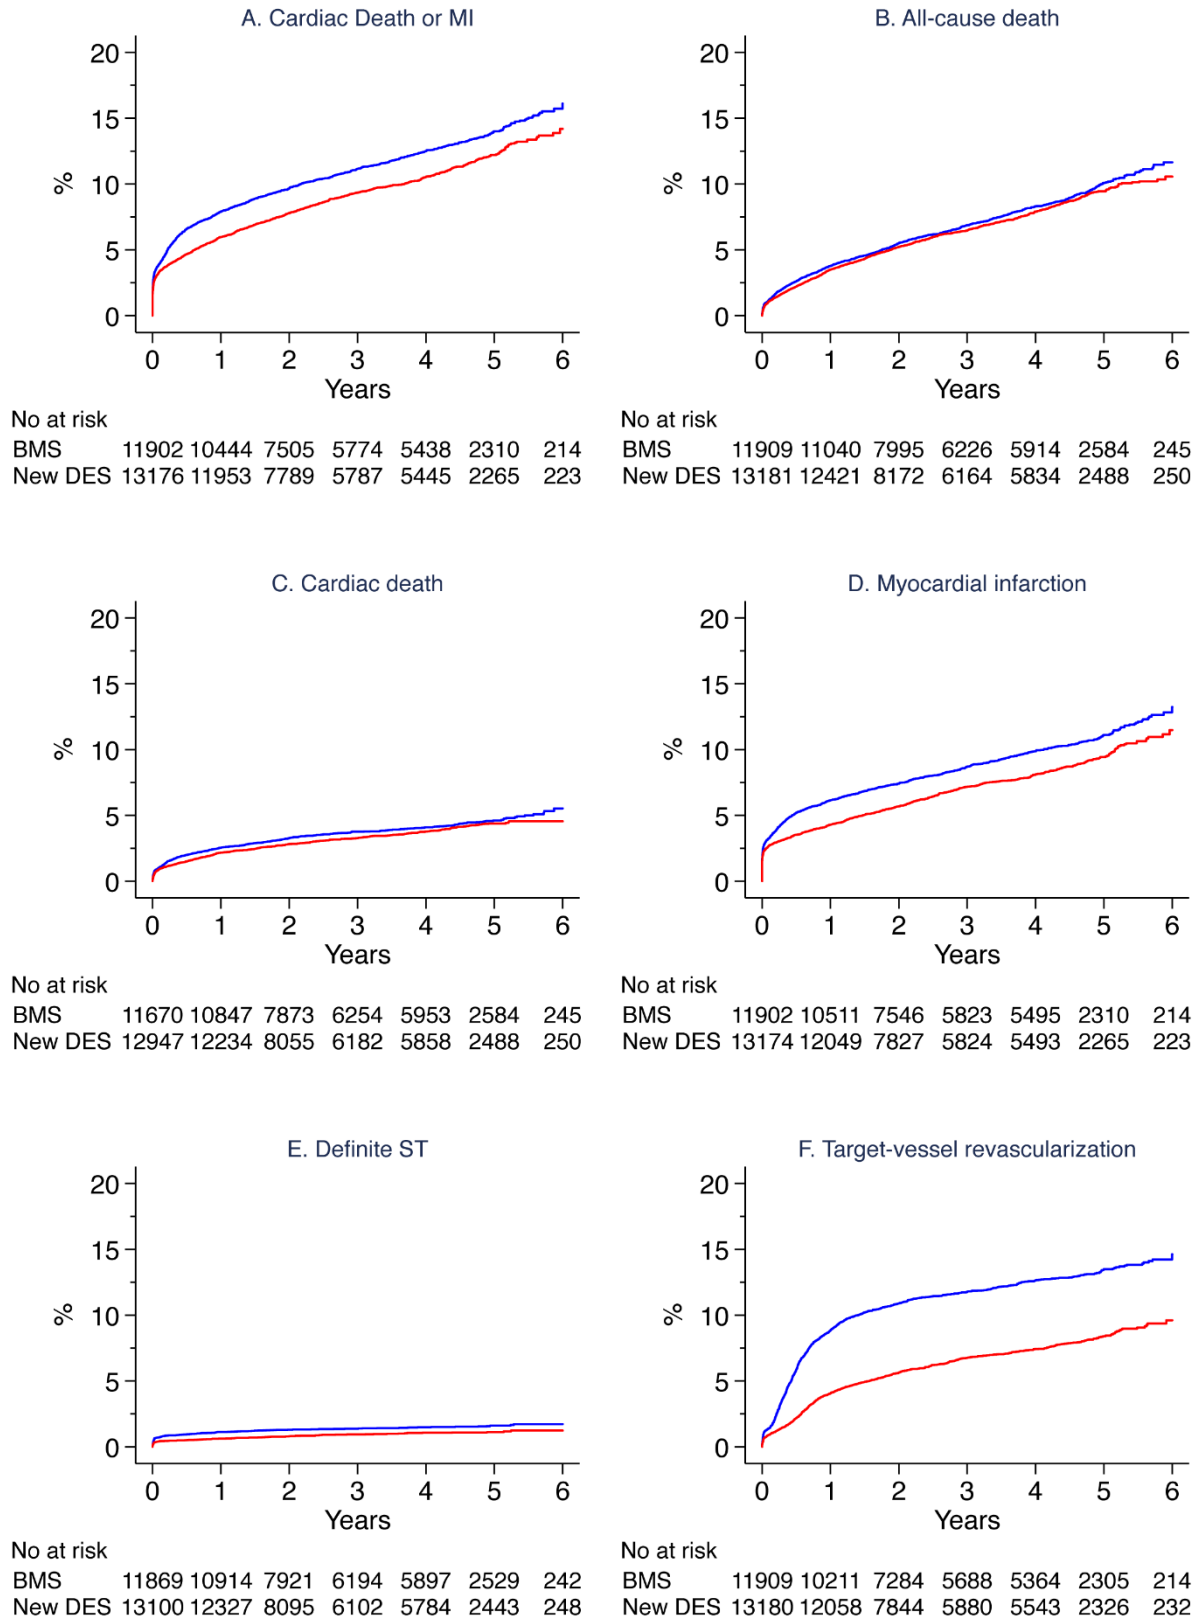 A. Cardiac Death or MI
20
15
10
5
0
%
0 1 2 3 4 5 6
Years
No at risk
BMS 11902 10444 7505 5774 5438 2310 214
New DES 13176 11953 7789 5787 5445 2265 223
B. All-cause death
20
15
10
5
0
%
0 1 2 3 4 5 6
Years
No at risk
BMS 11909 11040 7995 6226 5914 2584 245
New DES 13181 12421 8172 6164 5834 2488 250
C. Cardiac death
20
15
10
5
0
%
0 1 2 3 4 5 6
Years
No at risk
BMS 11670 10847 7873 6254 5953 2584 245
New DES 12947 12234 8055 6182 5858 2488 250
D. Myocardial infarction
20
15
10
5
0
%
0 1 2 3 4 5 6
Years
No at risk
BMS 11902 10511 7546 5823 5495 2310 214
New DES 13174 12049 7827 5824 5493 2265 223
E. Definite ST
20
15
10
5
0
%
0 1 2 3 4 5 6
Years
No at risk
BMS 11869 10914 7921 6194 5897 2529 242
New DES 13100 12327 8095 6102 5784 2443 248
F. Target-vessel revascularization
20
15
10
5
0
%
0 1 2 3 4 5 6
Years
No at risk
BMS 11909 10211 7284 5688 5364 2305 214
New DES 13180 12058 7844 5880 5543 2326 232